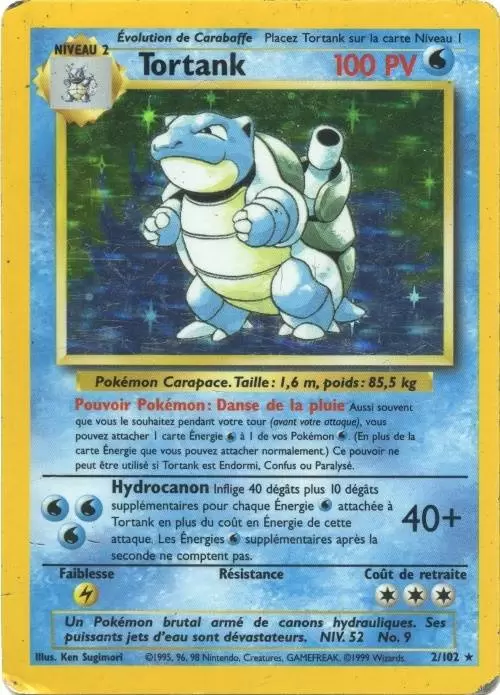 Évolution de Carabaffe Placez Tortank sur la carte Niveau 1
NIVEAU 2
Tortank 100 PV
Pokémon Carapace. Taille: 1,6 m, poids: 85,5 kg
Pouvoir Pokémon: Danse de la pluie Aussi souvent
que vous le souhaitez pendant votre tour (avant votre attaque), vous
pouvez attacher 1 carte Énergie à 1 de vos Pokémon . (En plus de la
carte Énergie que vous pouvez attacher normalement.) Ce pouvoir ne
peut être utilisé si Tortank est Endormi, Confus ou Paralysé.
Hydrocanon Inflige 40 dégâts plus 10 dégâts
supplémentaires pour chaque Énergie attachée à
Tortank en plus du coût en Énergie de cette
attaque. Les Énergies supplémentaires après la
seconde ne comptent pas.
40+
Faiblesse Résistance Coût de retraite
Un Pokémon brutal armé de canons hydrauliques. Ses
puissants jets d'eau sont dévastateurs. NIV. 52 No. 9
Illus. Ken Sugimori ©1995, 96, 98 Nintendo, Creatures, GAMEFREAK. ©1999 Wizards. 2/102 ★